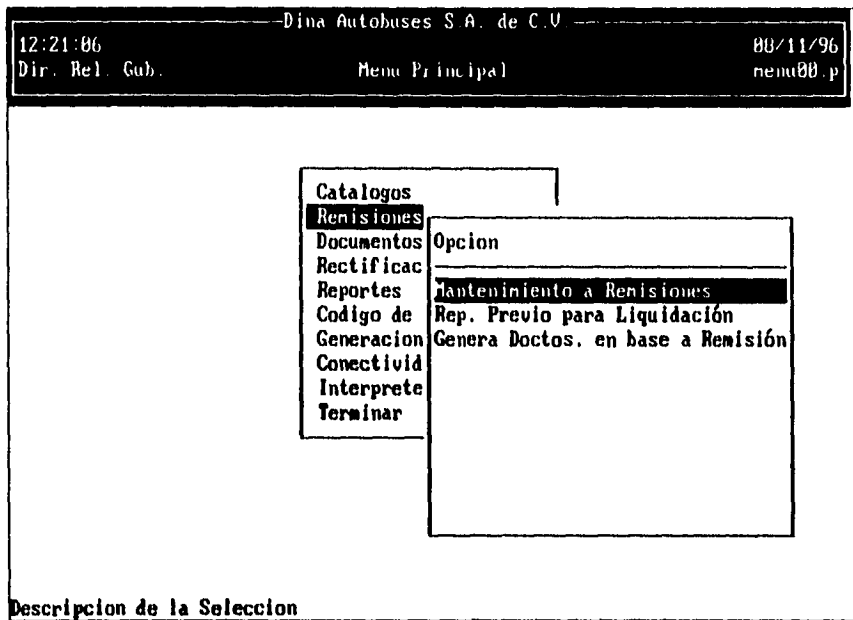 Dina Autobuses S.A. de C.V.
12:21:06 08/11/96
Dir. Rel. Gub. Menu Principal menu00.p
Catalogos
Remisiones
Documentos
Rectificac
Reportes
Codigo de
Generacion
Conectivid
Interprete
Terminar
Opcion
Mantenimiento a Remisiones
Rep. Previo para Liquidación
Genera Doctos. en base a Remisión
Descripcion de la Seleccion